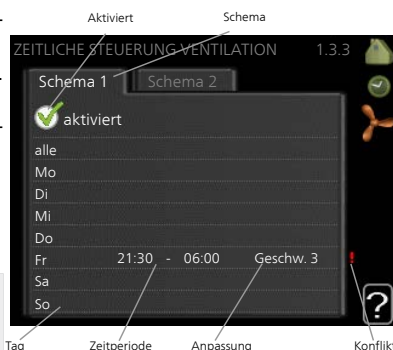 Aktiviert Schema
ZEITLICHE STEUERUNG VENTILATION 1.3.3
Schema 1 Schema 2
aktiviert
alle
Mo
Di
Mi
Do
Fr 21:30 - 06:00 Geschw. 3 !
Sa
So ?
Tag Zeitperiode Anpassung Konflikt